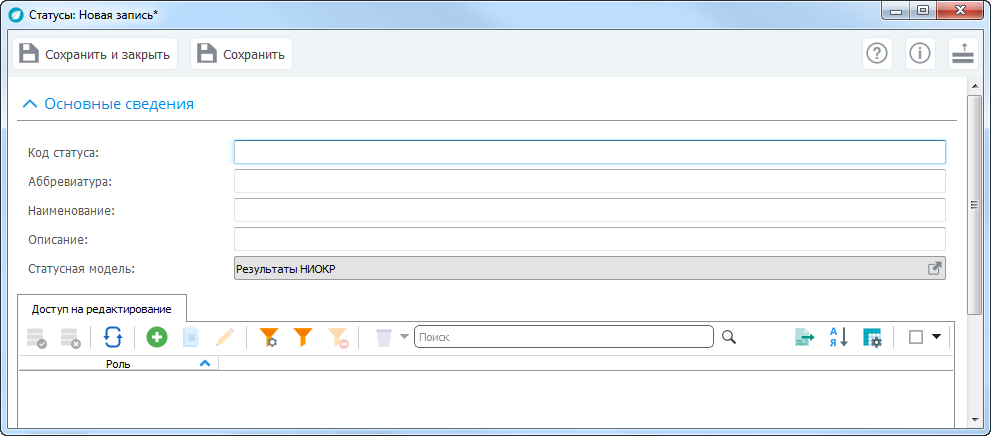 Статусы: Новая запись*
Сохранить и закрыть
Сохранить
Основные сведения
Код статуса:
Аббревиатура:
Наименование:
Описание:
Статусная модель:
Результаты НИОКР
Доступ на редактирование
Поиск
А
Я
Роль